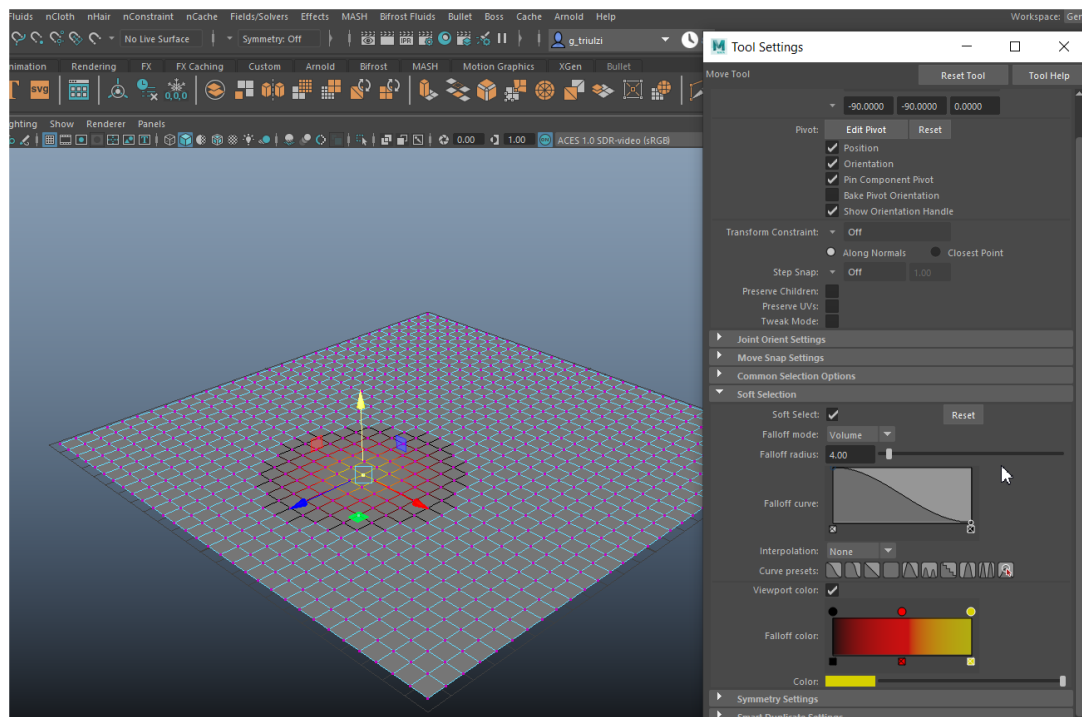 Fluids nCloth nHair nConstraint nCache Fields/Solvers Effects MASH Bifrost Fluids Bullet Boss Cache Arnold Help Workspace: Gen
No Live Surface Symmetry: Off g_triulzi
Tool Settings
nimation Rendering FX FX Caching Custom Arnold Bifrost MASH Motion Graphics XGen Bullet
Move Tool Reset Tool Tool Help
T svg 0,0,0
-90.0000 -90.0000 0.0000
ghting Show Renderer Panels
Pivot: Edit Pivot Reset
0.00 1.00 ACES 1.0 SDR-video (sRGB)
Position
Orientation
Pin Component Pivot
Bake Pivot Orientation
Show Orientation Handle
Transform Constraint: Off
Along Normals Closest Point
Step Snap: Off 1.00
Preserve Children:
Preserve UVs:
Tweak Mode:
Joint Orient Settings
Move Snap Settings
Common Selection Options
Soft Selection
Soft Select: Reset
Falloff mode: Volume
Falloff radius: 4.00
Falloff curve:
Interpolation: None
Curve presets:
Viewport color:
Falloff color:
Color:
Symmetry Settings
Smart Duplicate Settings